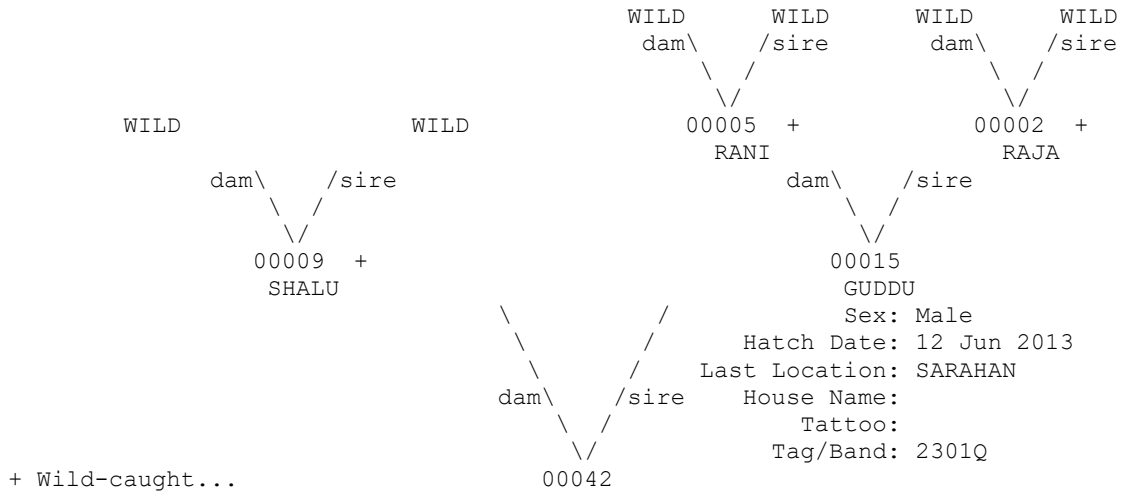 WILD WILD WILD WILD
dam\ /sire dam\ /sire
\ / \ /
\/ \/
WILD WILD 00005 + 00002 +
RANI RAJA
dam\ /sire dam\ /sire
\ / \ /
\/ \/
00009 + 00015
SHALU GUDDU
\ / Sex: Male
\ / Hatch Date: 12 Jun 2013
\ / Last Location: SARAHAN
dam\ /sire House Name:
\ / Tattoo:
\/ Tag/Band: 2301Q
+ Wild-caught... 00042